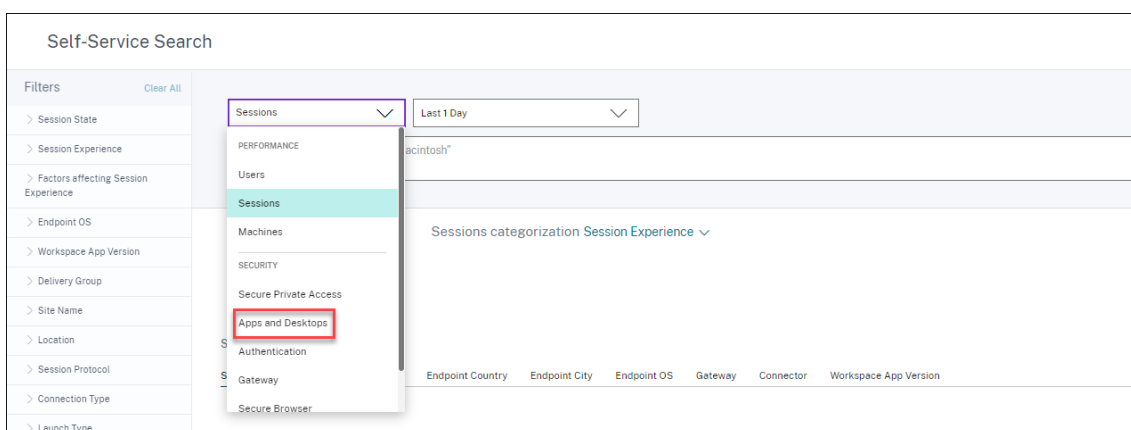 Self-Service Search
Filters
Clear All
Session State
Session Experience
Factors affecting Session
Experience
Endpoint OS
Workspace App Version
Delivery Group
Site Name
Location
Session Protocol
Connection Type
Launch Type
Sessions
Last 1 Day
acintosh"
PERFORMANCE
Users
Sessions
Machines
SECURITY
Secure Private Access
Apps and Desktops
Authentication
Gateway
Secure Browser
Sessions categorization Session Experience
S
S
Endpoint Country Endpoint City Endpoint OS Gateway Connector Workspace App Version